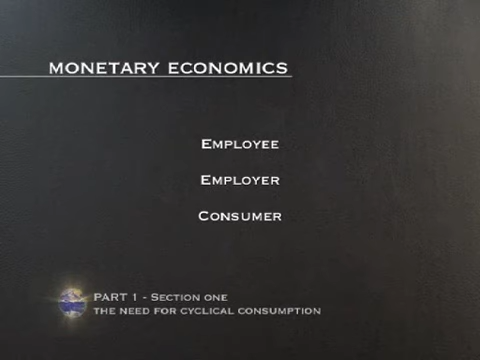 MONETARY ECONOMICS
EMPLOYEE
EMPLOYER
CONSUMER
PART 1 - SECTION ONE
THE NEED FOR CYCLICAL CONSUMPTION